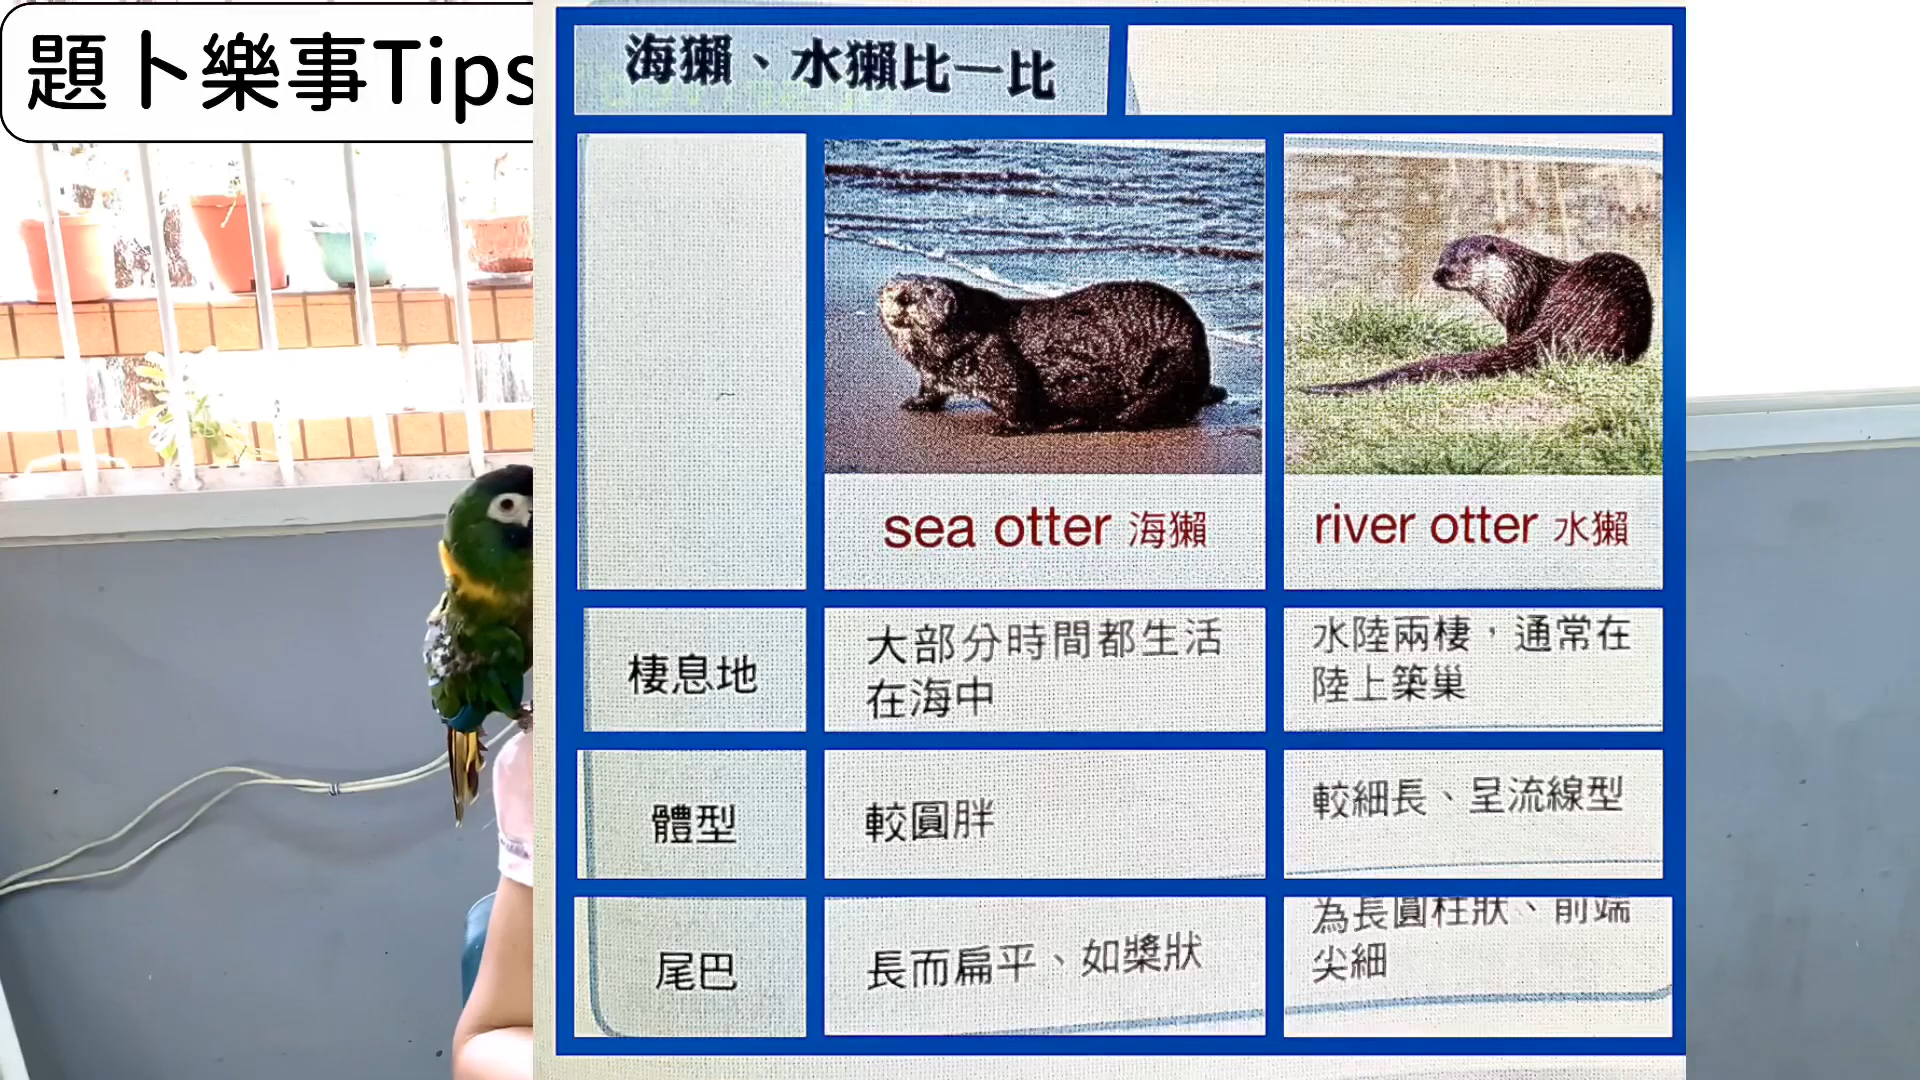 題卜樂事Tips
海獺、水獺比一比
sea otter 海獺
river otter 水獺
棲息地
大部分時間都生活
在海中
水陸兩棲，通常在
陸上築巢
體型
較圓胖
較細長、呈流線型
尾巴
長而扁平、如槳狀
為長圓柱狀、前端
尖細